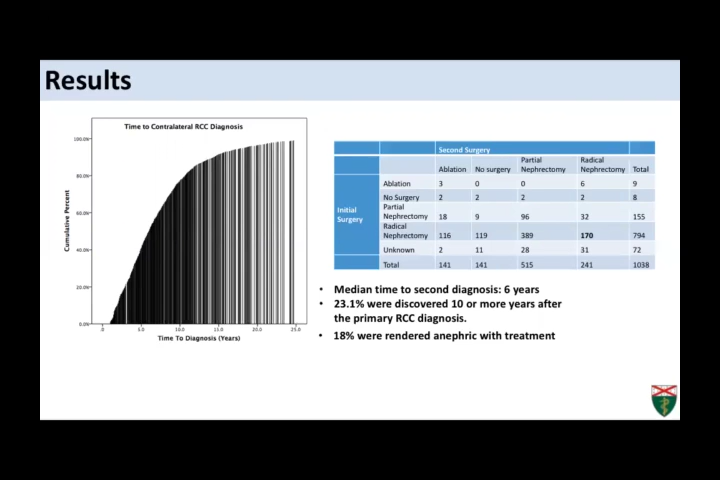 Results
Time to Contralateral RCC Diagnosis
Cumulative Percent
100.0%
80.0%
60.0%
40.0%
20.0%
0.0%
.0 5.0 10.0 15.0 20.0 25.0
Time To Diagnosis (Years)
Second Surgery
Ablation No surgery Partial Nephrectomy Radical Nephrectomy Total
Initial Surgery
Ablation 3 0 0 6 9
No Surgery 2 2 2 2 8
Partial Nephrectomy 18 9 96 32 155
Radical Nephrectomy 116 119 389 170 794
Unknown 2 11 28 31 72
Total 141 141 515 241 1038
• Median time to second diagnosis: 6 years
• 23.1% were discovered 10 or more years after
the primary RCC diagnosis.
• 18% were rendered anephric with treatment